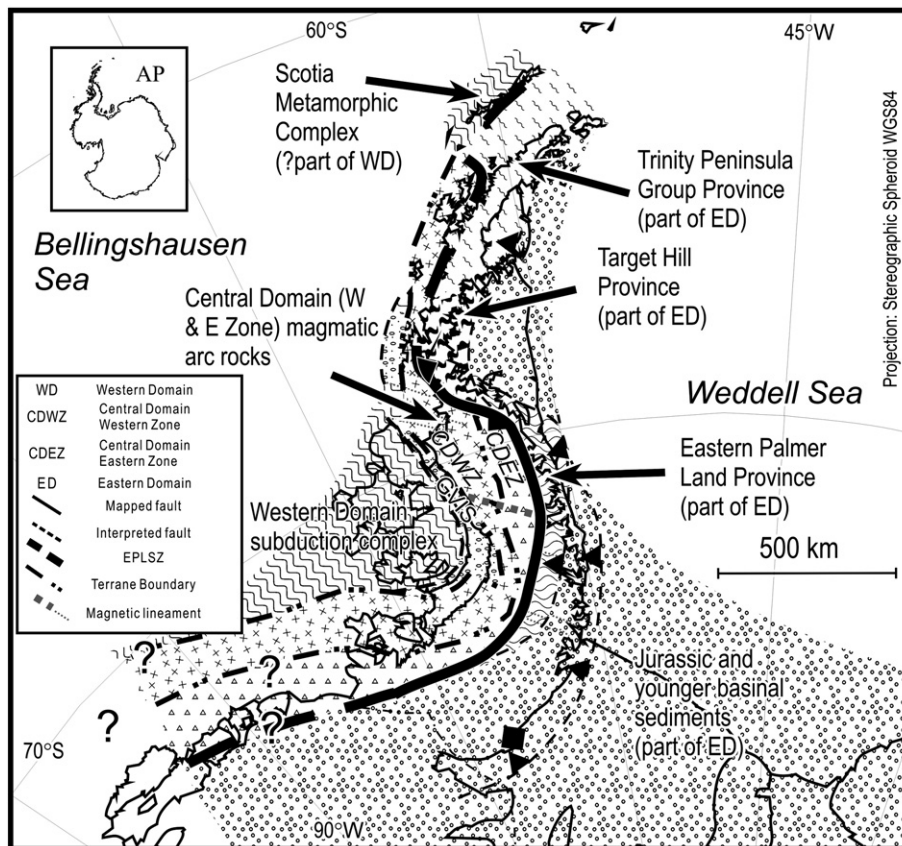 60°S
45°W
AP
Scotia
Metamorphic
Complex
(?part of WD)
Trinity Peninsula
Group Province
(part of ED)
Projection: Stereographic Spheroid WGS84
Bellingshausen
Sea
Target Hill
Province
(part of ED)
Central Domain (W
& E Zone) magmatic
arc rocks
Weddell Sea
WD Western Domain
CDWZ Central Domain
Western Zone
CDEZ Central Domain
Eastern Zone
ED Eastern Domain
Mapped fault
Interpreted fault
EPLSZ
Terrane Boundary
Magnetic lineament
CDWZ
CDEZ
GMS
Eastern Palmer
Land Province
(part of ED)
Western Domain
subduction complex
500 km
?
?
?
?
Jurassic and
younger basinal
sediments
(part of ED)
70°S
90°W